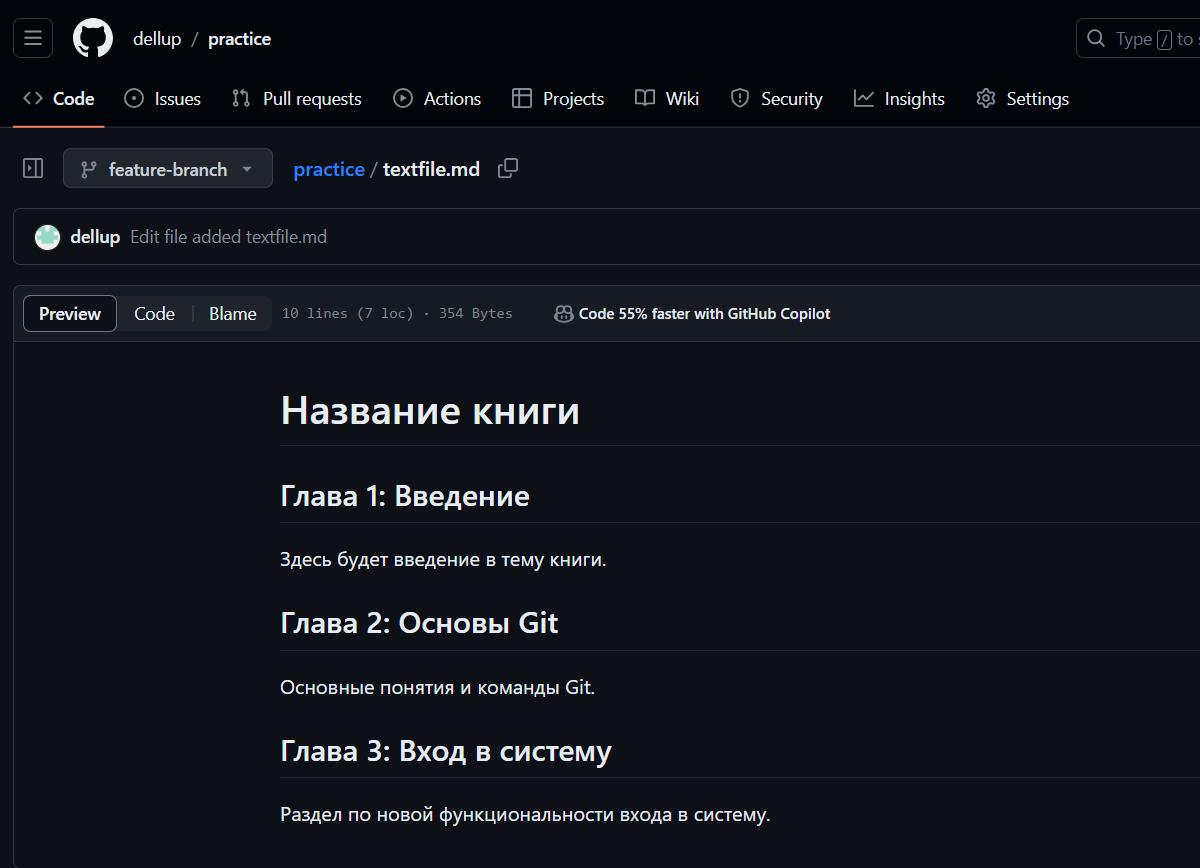 dellup / practice
Type / to
Code Issues Pull requests Actions Projects Wiki Security Insights Settings
feature-branch practice / textfile.md
dellup Edit file added textfile.md
Preview Code Blame 10 lines (7 loc) · 354 Bytes Code 55% faster with GitHub Copilot
Название книги
Глава 1: Введение
Здесь будет введение в тему книги.
Глава 2: Основы Git
Основные понятия и команды Git.
Глава 3: Вход в систему
Раздел по новой функциональности входа в систему.